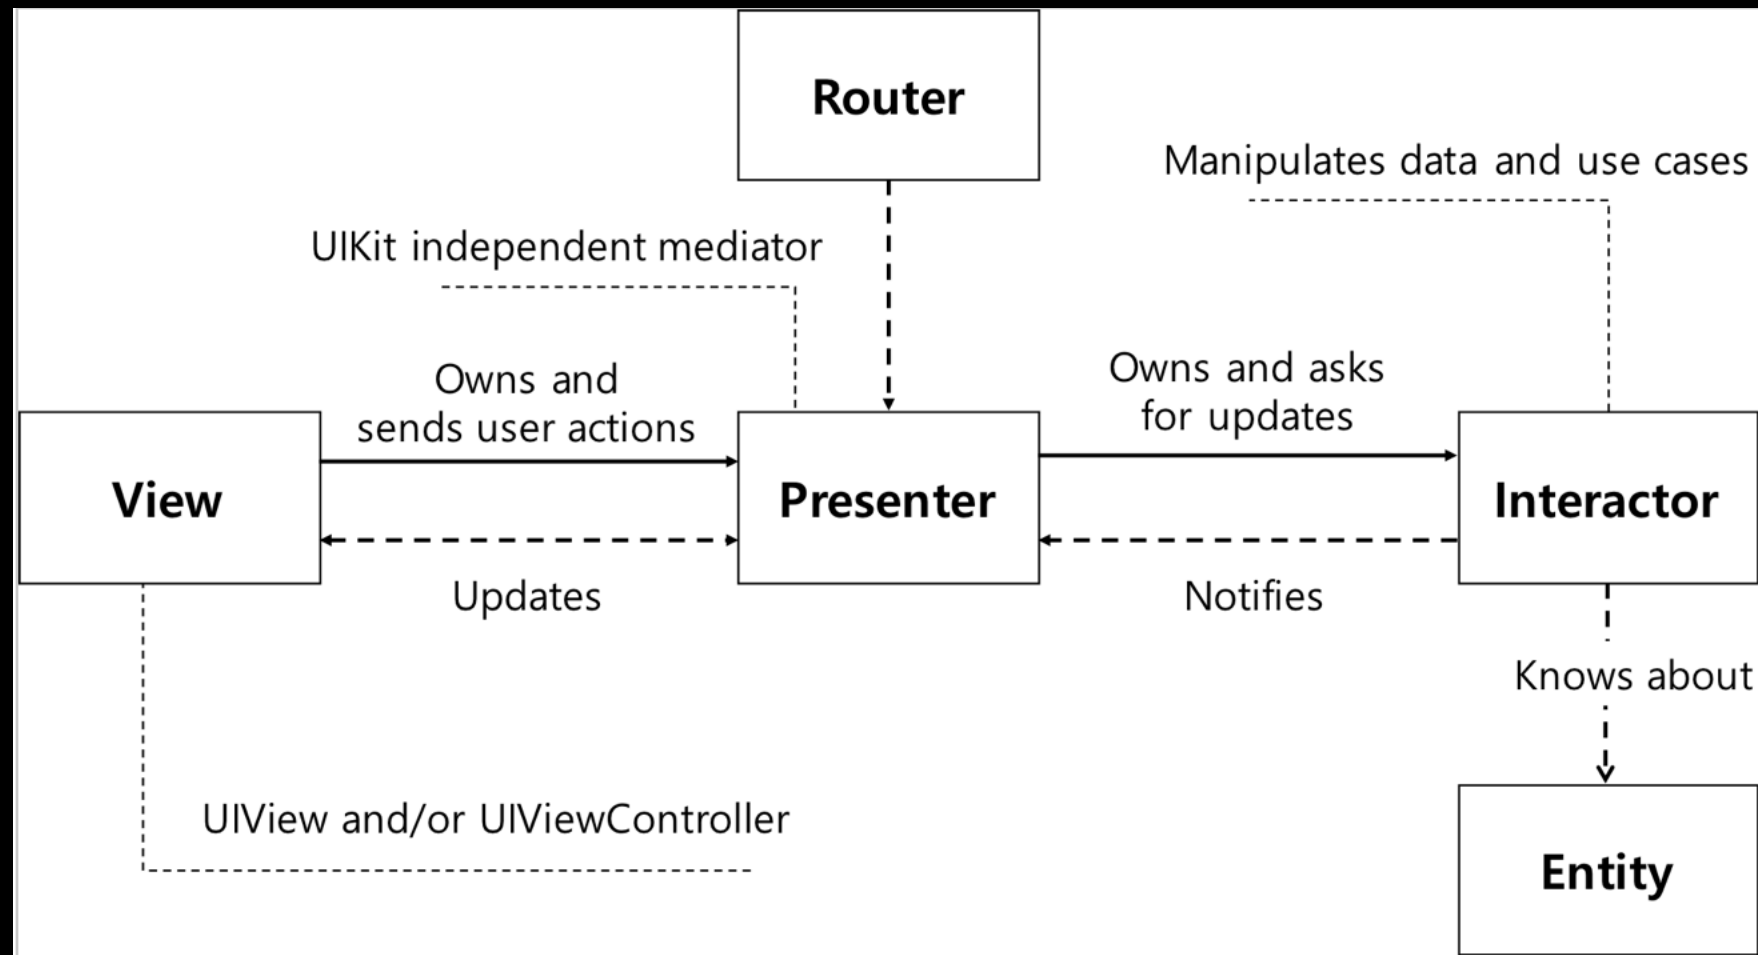 Router
Manipulates data and use cases
UIKit independent mediator
Owns and
sends user actions
Owns and asks
for updates
View
Presenter
Interactor
Updates
Notifies
Knows about
UIView and/or UIViewController
Entity